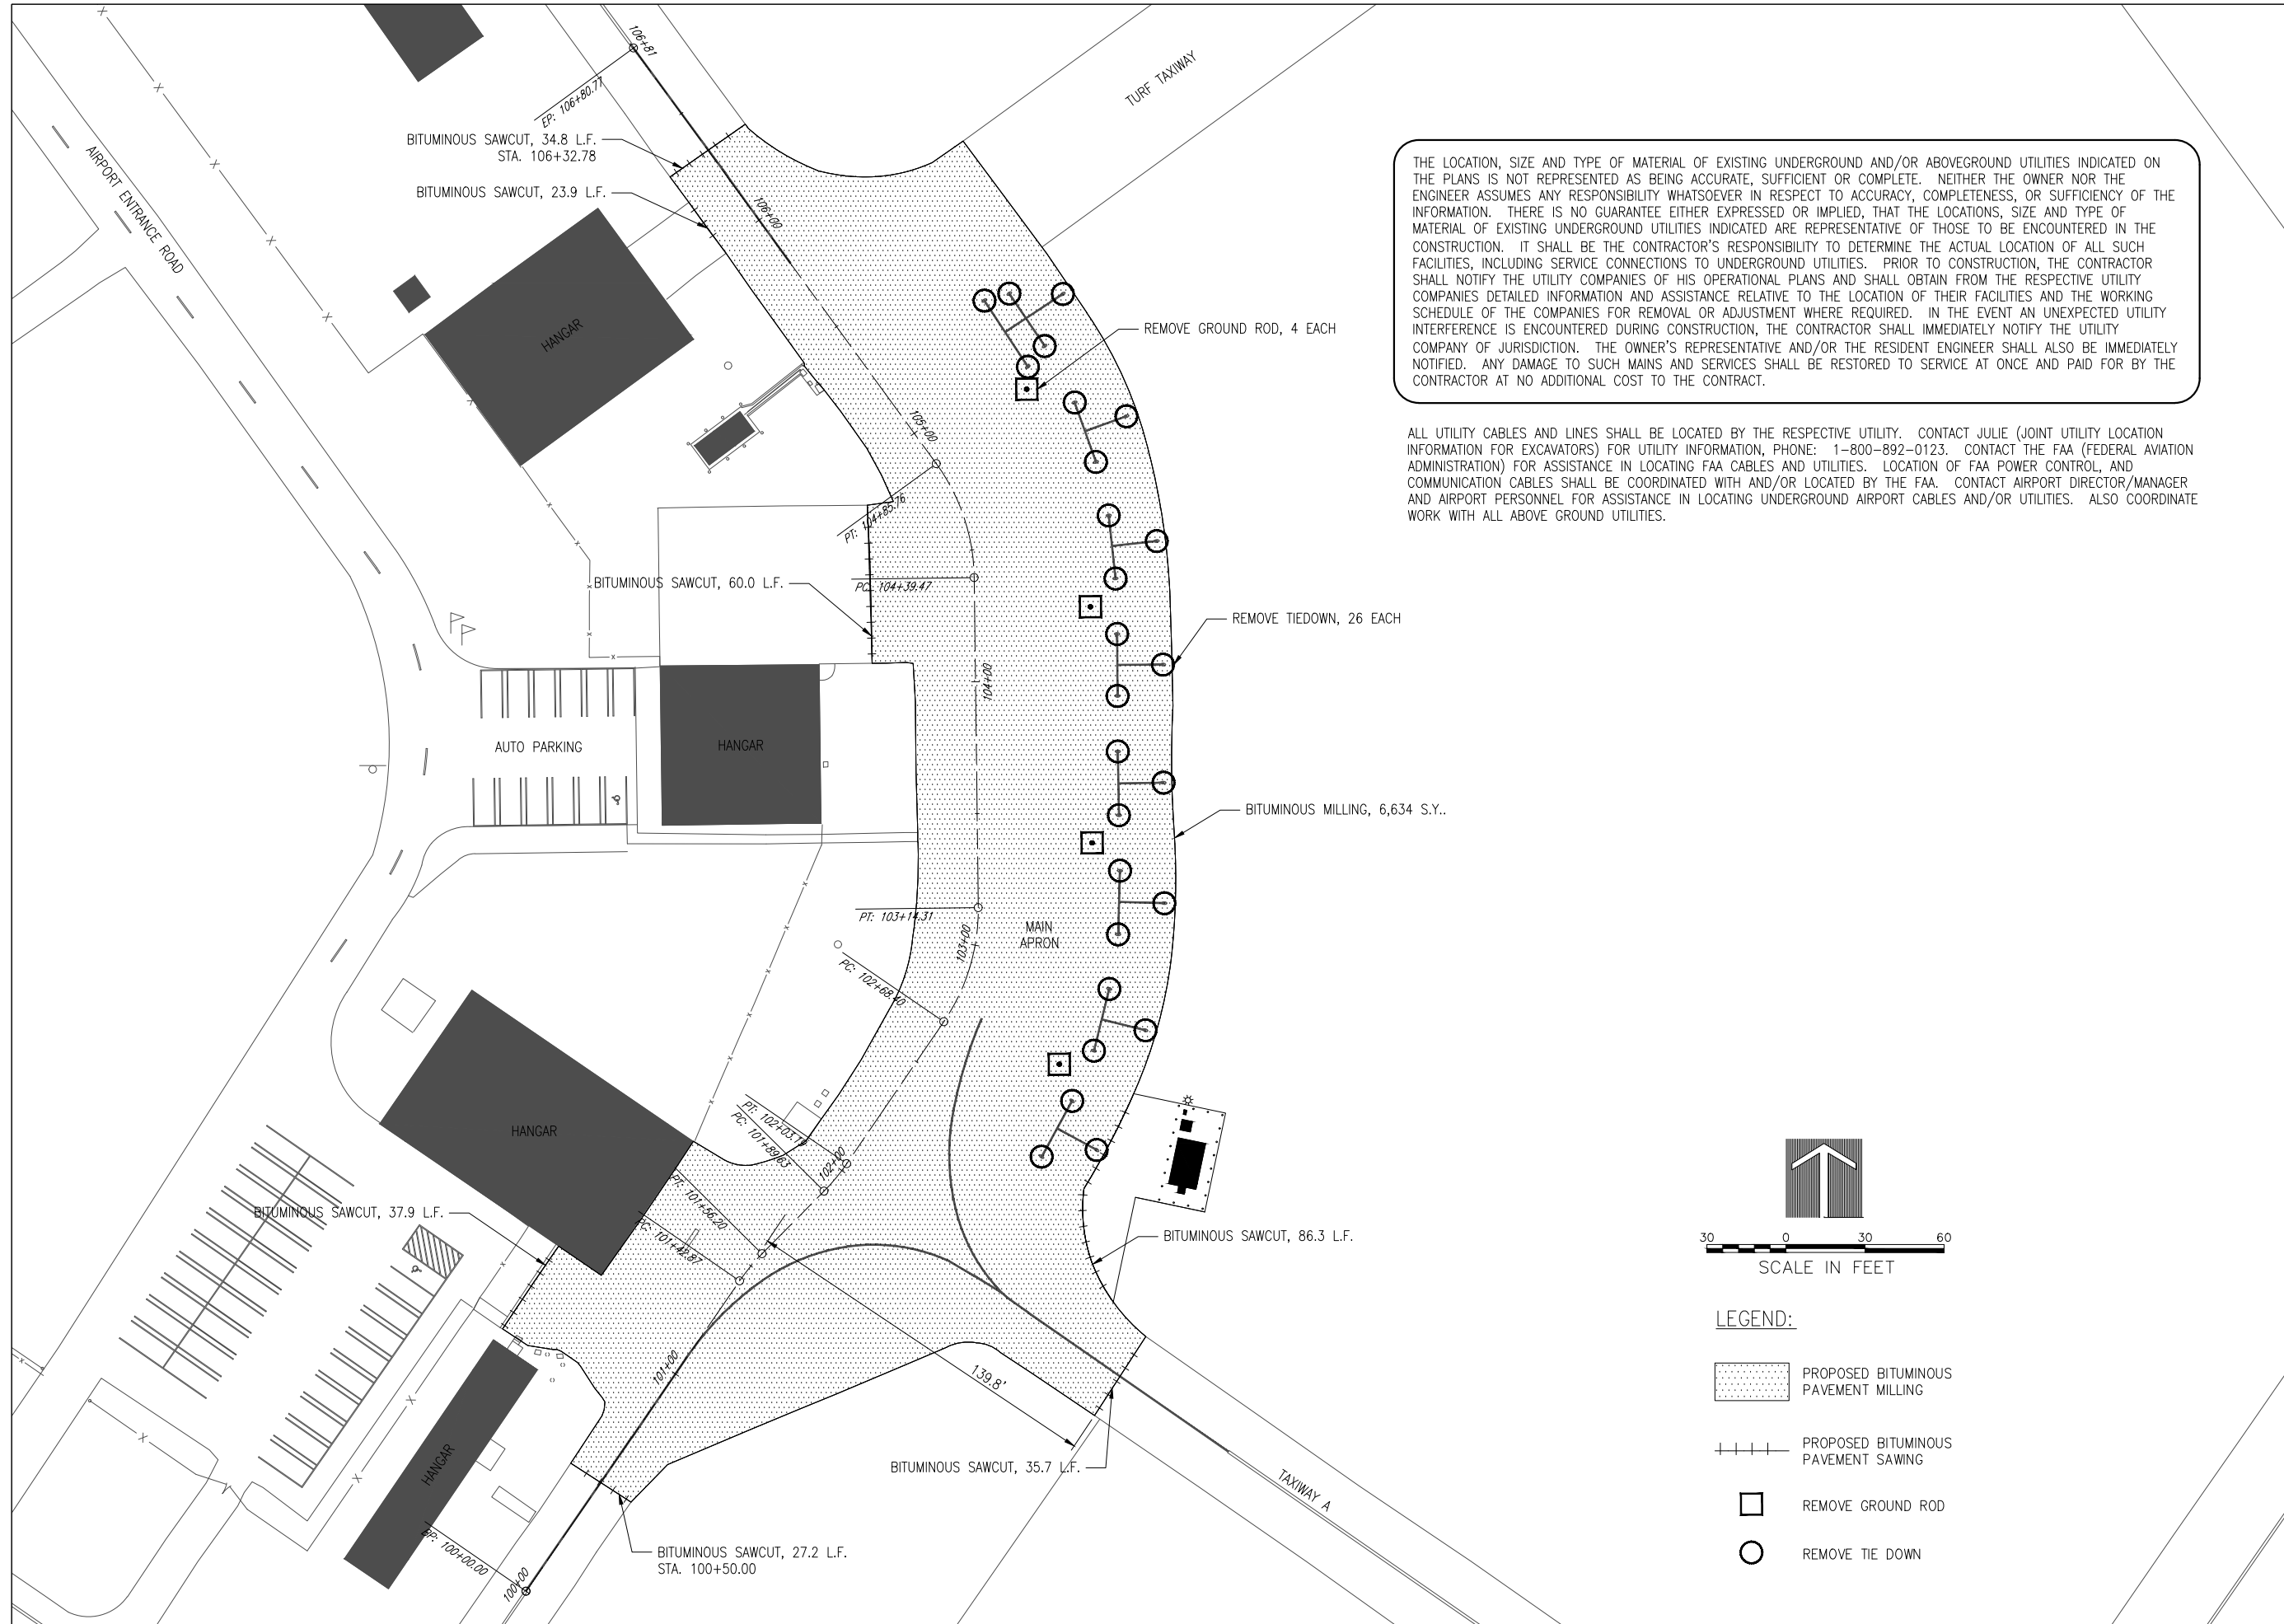 106+81
EP: 106+80.77
TURF TAXIWAY
BITUMINOUS SAWCUT, 34.8 L.F.
STA. 106+32.78
BITUMINOUS SAWCUT, 23.9 L.F.
AIRPORT ENTRANCE ROAD
106+00
HANGAR
THE LOCATION, SIZE AND TYPE OF MATERIAL OF EXISTING UNDERGROUND AND/OR ABOVEGROUND UTILITIES INDICATED ON
THE PLANS IS NOT REPRESENTED AS BEING ACCURATE, SUFFICIENT OR COMPLETE. NEITHER THE OWNER NOR THE
ENGINEER ASSUMES ANY RESPONSIBILITY WHATSOEVER IN RESPECT TO ACCURACY, COMPLETENESS, OR SUFFICIENCY OF THE
INFORMATION. THERE IS NO GUARANTEE EITHER EXPRESSED OR IMPLIED, THAT THE LOCATIONS, SIZE AND TYPE OF
MATERIAL OF EXISTING UNDERGROUND UTILITIES INDICATED ARE REPRESENTATIVE OF THOSE TO BE ENCOUNTERED IN THE
CONSTRUCTION. IT SHALL BE THE CONTRACTOR'S RESPONSIBILITY TO DETERMINE THE ACTUAL LOCATION OF ALL SUCH
FACILITIES, INCLUDING SERVICE CONNECTIONS TO UNDERGROUND UTILITIES. PRIOR TO CONSTRUCTION, THE CONTRACTOR
SHALL NOTIFY THE UTILITY COMPANIES OF HIS OPERATIONAL PLANS AND SHALL OBTAIN FROM THE RESPECTIVE UTILITY
COMPANIES DETAILED INFORMATION AND ASSISTANCE RELATIVE TO THE LOCATION OF THEIR FACILITIES AND THE WORKING
SCHEDULE OF THE COMPANIES FOR REMOVAL OR ADJUSTMENT WHERE REQUIRED. IN THE EVENT AN UNEXPECTED UTILITY
INTERFERENCE IS ENCOUNTERED DURING CONSTRUCTION, THE CONTRACTOR SHALL IMMEDIATELY NOTIFY THE UTILITY
COMPANY OF JURISDICTION. THE OWNER'S REPRESENTATIVE AND/OR THE RESIDENT ENGINEER SHALL ALSO BE IMMEDIATELY
NOTIFIED. ANY DAMAGE TO SUCH MAINS AND SERVICES SHALL BE RESTORED TO SERVICE AT ONCE AND PAID FOR BY THE
CONTRACTOR AT NO ADDITIONAL COST TO THE CONTRACT.
REMOVE GROUND ROD, 4 EACH
ALL UTILITY CABLES AND LINES SHALL BE LOCATED BY THE RESPECTIVE UTILITY. CONTACT JULIE (JOINT UTILITY LOCATION
INFORMATION FOR EXCAVATORS) FOR UTILITY INFORMATION, PHONE: 1-800-892-0123. CONTACT THE FAA (FEDERAL AVIATION
ADMINISTRATION) FOR ASSISTANCE IN LOCATING FAA CABLES AND UTILITIES. LOCATION OF FAA POWER CONTROL, AND
COMMUNICATION CABLES SHALL BE COORDINATED WITH AND/OR LOCATED BY THE FAA. CONTACT AIRPORT DIRECTOR/MANAGER
AND AIRPORT PERSONNEL FOR ASSISTANCE IN LOCATING UNDERGROUND AIRPORT CABLES AND/OR UTILITIES. ALSO COORDINATE
WORK WITH ALL ABOVE GROUND UTILITIES.
105+00
PT: 104+85.76
BITUMINOUS SAWCUT, 60.0 L.F.
PC: 104+39.47
REMOVE TIEDOWN, 26 EACH
104+00
AUTO PARKING
HANGAR
BITUMINOUS MILLING, 6,634 S.Y..
PT: 103+14.31
103+00
MAIN
APRON
PC: 102+68.40
HANGAR
PT: 102+03.19
PC: 101+89.63
102+00
PT: 101+56.20
PC: 101+42.87
BITUMINOUS SAWCUT, 37.9 L.F.
BITUMINOUS SAWCUT, 86.3 L.F.
30 0 30 60
SCALE IN FEET
LEGEND:
PROPOSED BITUMINOUS
PAVEMENT MILLING
PROPOSED BITUMINOUS
PAVEMENT SAWING
REMOVE GROUND ROD
REMOVE TIE DOWN
101+00
139.8'
HANGAR
BITUMINOUS SAWCUT, 35.7 L.F.
TAXIWAY A
BP: 100+00.00
100+00
BITUMINOUS SAWCUT, 27.2 L.F.
STA. 100+50.00